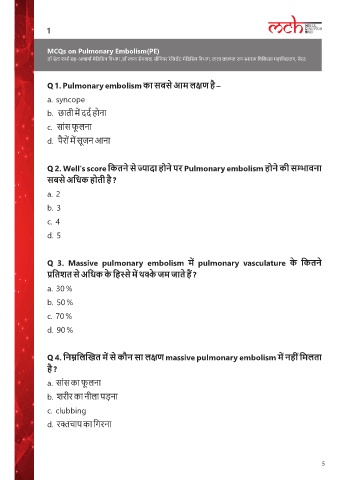 1
mch
MCQs on Pulmonary Embolism(PE)
Q 1. Pulmonary embolism का सबसे आम लक्षण है –
a. syncope
b. छाती में दर्द होना
c. सांस फूलना
d. पैरों में सूजन आना
Q 2. Well's score कितने से ज्यादा होने पर Pulmonary embolism होने की सम्भावना
सबसे अधिक होती है ?
a. 2
b. 3
c. 4
d. 5
Q 3. Massive pulmonary embolism में pulmonary vasculature के कितने
प्रतिशत से अधिक के हिस्से में थक्के जम जाते हैं ?
a. 30 %
b. 50 %
c. 70 %
d. 90 %
Q 4. निम्नलिखित में से कौन सा लक्षण massive pulmonary embolism में नहीं मिलता
है ?
a. सांस का फूलना
b. शरीर का नीला पड़ना
c. clubbing
d. रक्तचाप का गिरना
5